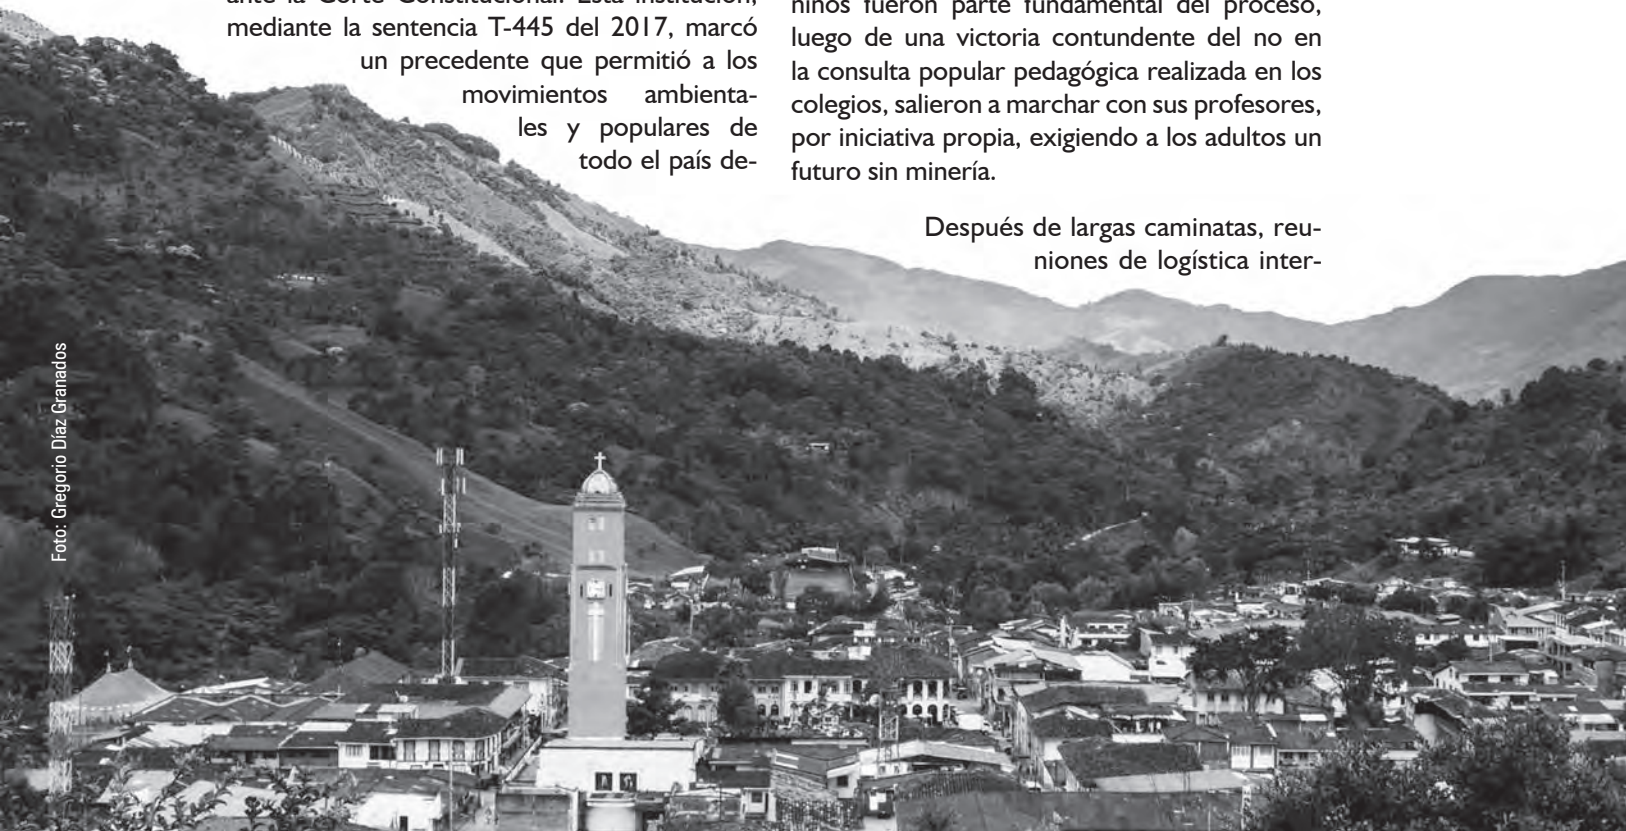 ante la Corte Constitucional. Esta institución,
mediante la sentencia T-445 del 2017, marcó
un precedente que permitió a los
movimientos ambienta-
les y populares de
todo el país de-
niños fueron parte fundamental del proceso,
luego de una victoria contundente del no en
la consulta popular pedagógica realizada en los
colegios, salieron a marchar con sus profesores,
por iniciativa propia, exigiendo a los adultos un
futuro sin minería.
Después de largas caminatas, reu-
niones de logística inter-
Foto: Gregorio Díaz Granados